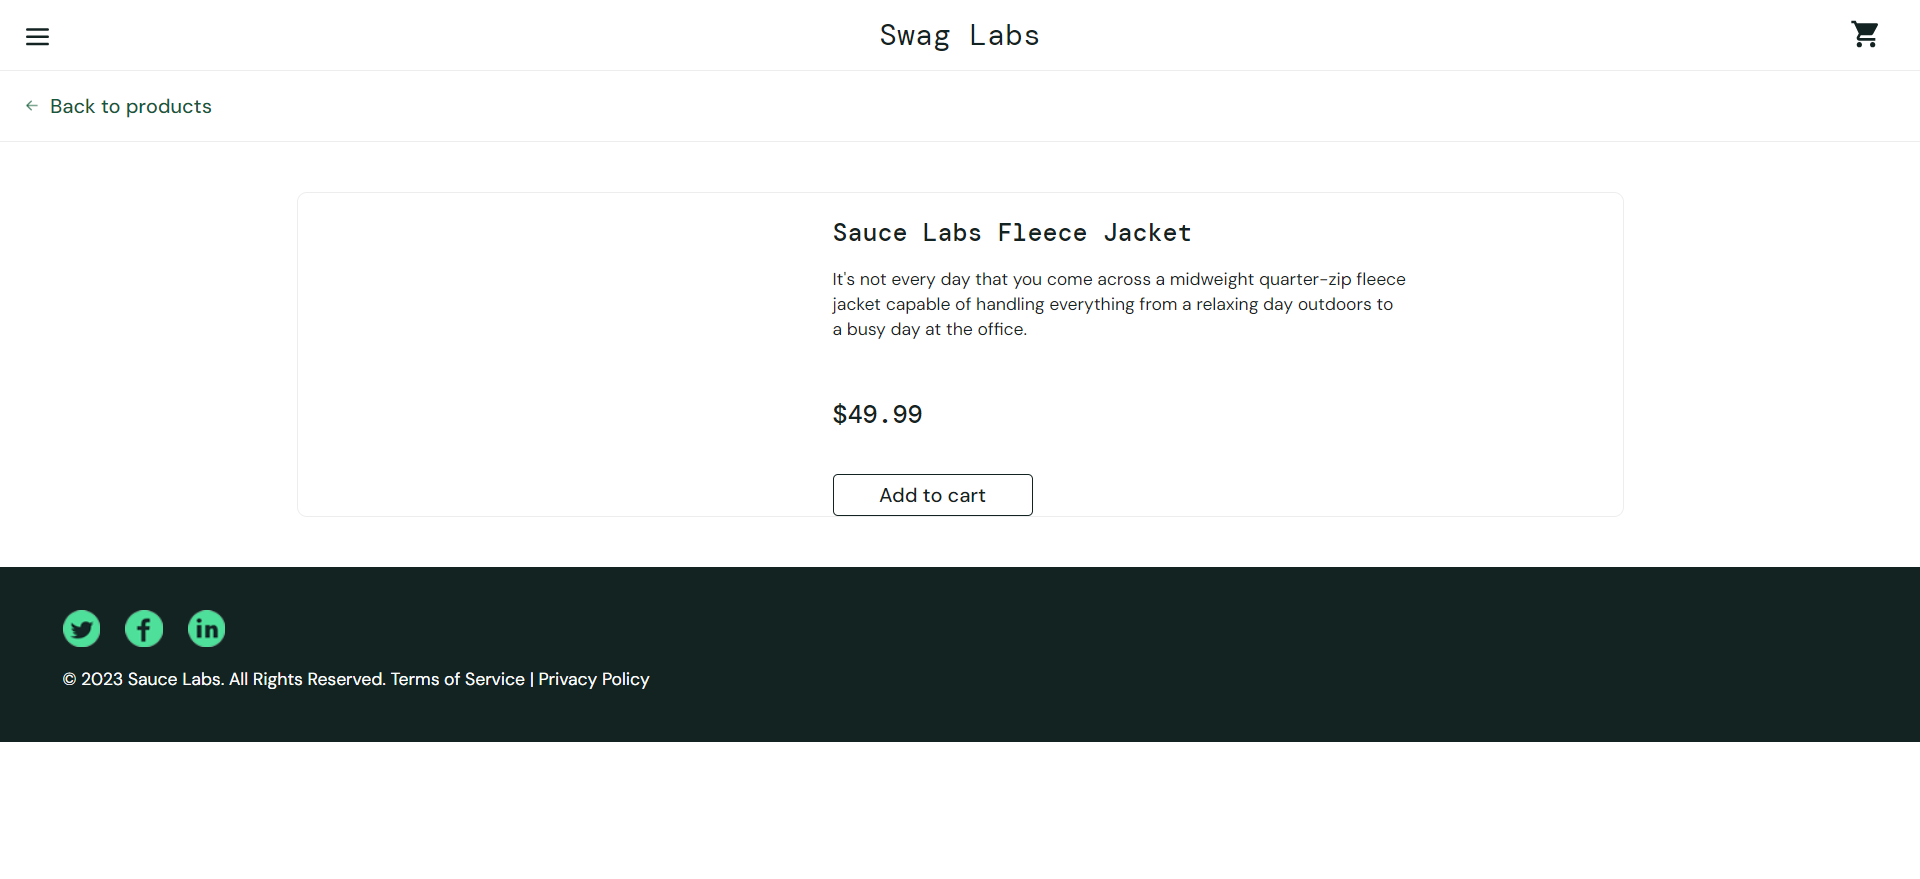 Swag Labs
Back to products
Sauce Labs Fleece Jacket
It's not every day that you come across a midweight quarter-zip fleece
jacket capable of handling everything from a relaxing day outdoors to
a busy day at the office.
$49.99
Add to cart
© 2023 Sauce Labs. All Rights Reserved. Terms of Service | Privacy Policy